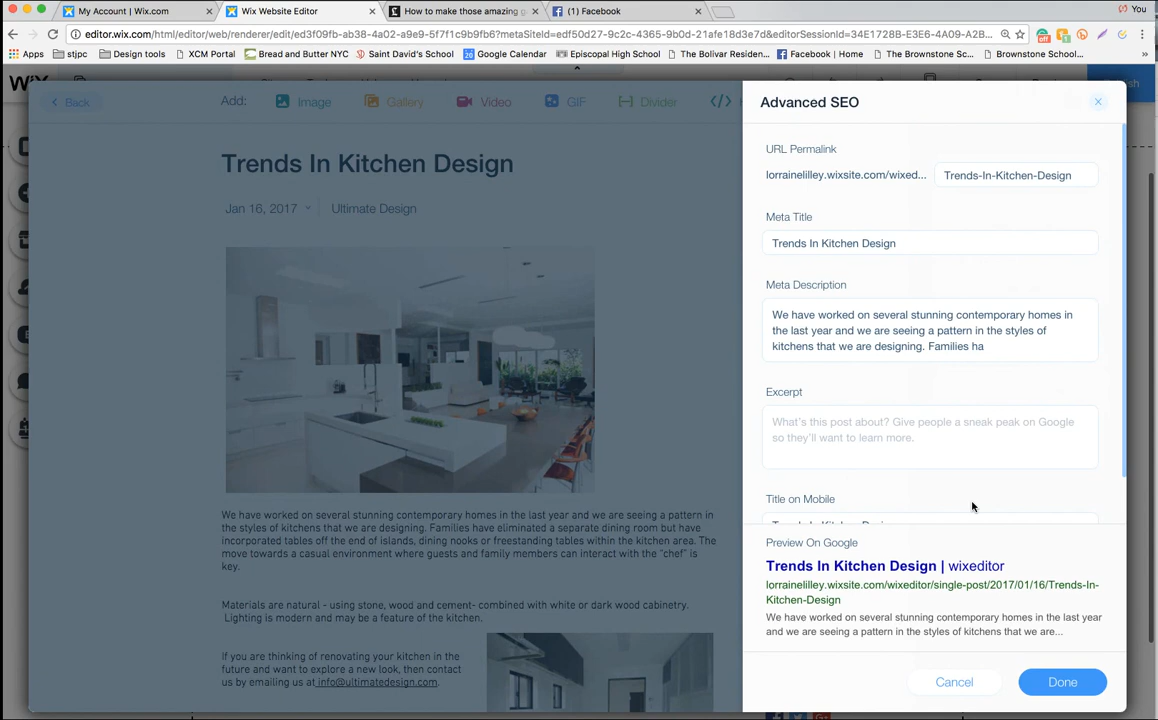 My Account | Wix.com
Wix Website Editor
How to make those amazing g
(1) Facebook
You
editor.wix.com/html/editor/web/renderer/edit/ed3f09fb-ab38-4a02-a9e9-5f7f1c9b9fb6?metaSiteId=edf50d27-9c2c-4365-9b0d-21afe18d3e7d&editorSessionId=34E1728B-E3E6-4A09-A2B...
Apps
stjpc
Design tools
XCM Portal
Bread and Butter NYC
Saint David's School
Google Calendar
Episcopal High School
The Bolivar Residen...
Facebook | Home
The Brownstone Sc...
Brownstone School...
Back
Add:
Image
Gallery
Video
GIF
Divider
</>
Advanced SEO
Trends In Kitchen Design
Jan 16, 2017
Ultimate Design
We have worked on several stunning contemporary homes in the last year and we are seeing a pattern in
the styles of kitchens that we are designing. Families have eliminated a separate dining room but have
incorporated tables off the end of islands, dining nooks or freestanding tables within the kitchen area. The
move towards a casual environment where guests and family members can interact with the “chef” is
key.
Materials are natural - using stone, wood and cement- combined with white or dark wood cabinetry.
Lighting is modern and may be a feature of the kitchen.
If you are thinking of renovating your kitchen in the
future and want to explore a new look, then contact
us by emailing us at info@ultimatedesign.com.
URL Permalink
lorrainelilley.wixsite.com/wixed...
Trends-In-Kitchen-Design
Meta Title
Trends In Kitchen Design
Meta Description
We have worked on several stunning contemporary homes in
the last year and we are seeing a pattern in the styles of
kitchens that we are designing. Families ha
Excerpt
What's this post about? Give people a sneak peak on Google
so they'll want to learn more.
Title on Mobile
Trends In Kitchen Design
Preview On Google
Trends In Kitchen Design | wixeditor
lorrainelilley.wixsite.com/wixeditor/single-post/2017/01/16/Trends-In-
Kitchen-Design
We have worked on several stunning contemporary homes in the last year
and we are seeing a pattern in the styles of kitchens that we are...
Cancel
Done